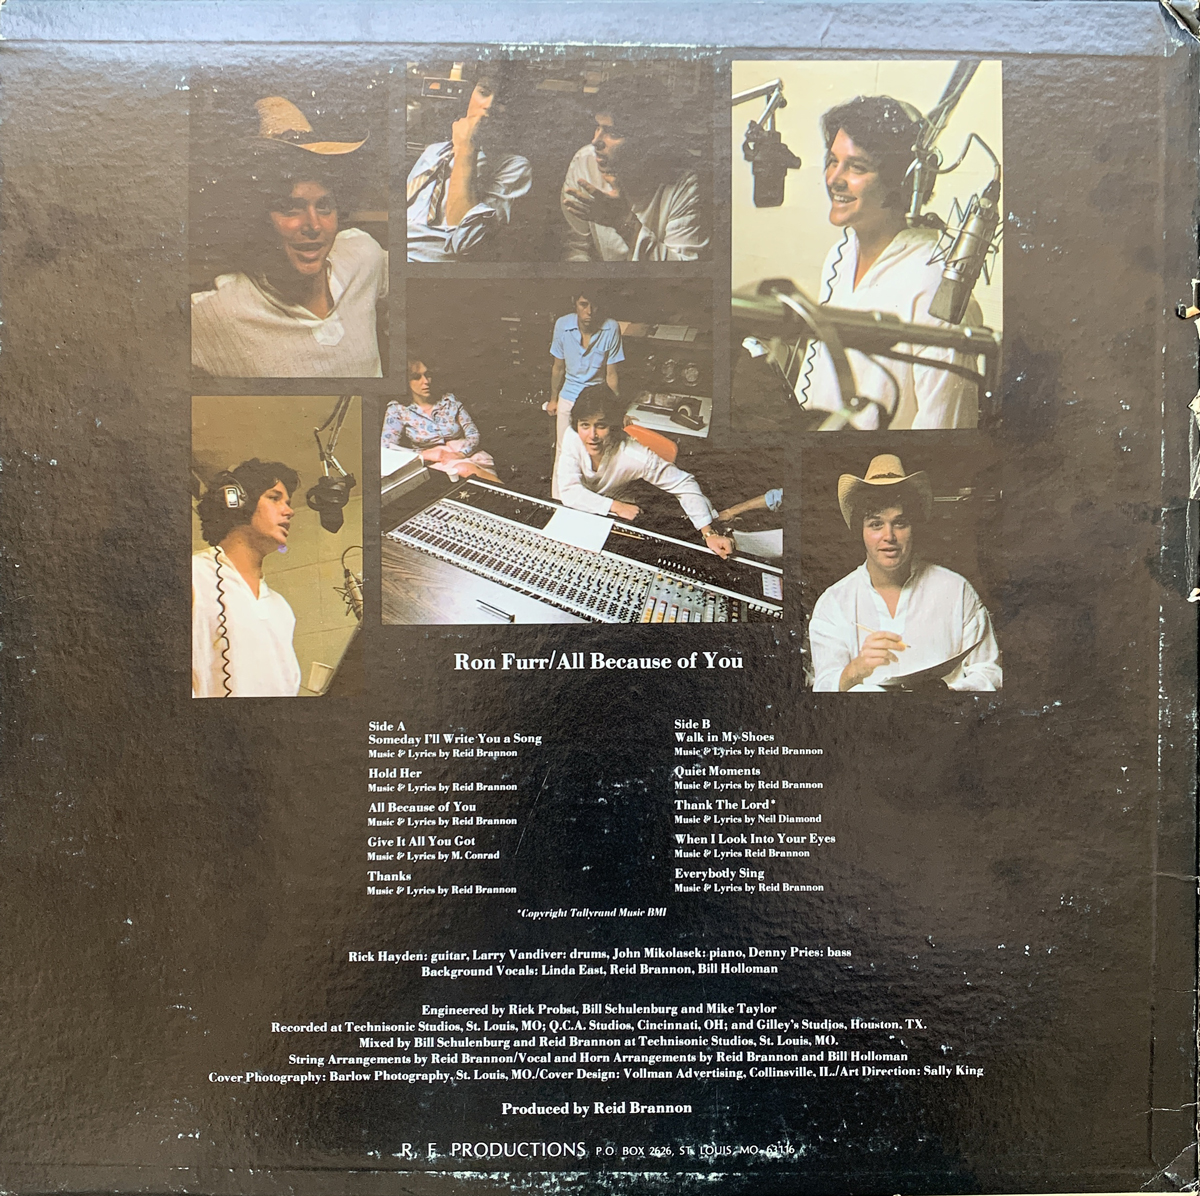 Ron Furr/All Because of You
Side A
Someday I'll Write You a Song
Music & Lyrics by Reid Brannon
Hold Her
Music & Lyrics by Reid Brannon
All Because of You
Music & Lyrics by Reid Brannon
Give It All You Got
Music & Lyrics by M. Conrad
Thanks
Music & Lyrics by Reid Brannon
Side B
Walk in My Shoes
Music & Lyrics by Reid Brannon
Quiet Moments
Music & Lyrics by Reid Brannon
Thank The Lord*
Music & Lyrics by Neil Diamond
When I Look Into Your Eyes
Music & Lyrics Reid Brannon
Everybody Sing
Music & Lyrics by Reid Brannon
*Copyright Tallyrand Music BMI
Rick Hayden: guitar, Larry Vandiver: drums, John Mikolasek: piano, Denny Pries: bass
Background Vocals: Linda East, Reid Brannon, Bill Holloman
Engineered by Rick Probst, Bill Schulenburg and Mike Taylor
Recorded at Technisonic Studios, St. Louis, MO; Q.C.A. Studios, Cincinnati, OH; and Gilley's Studios, Houston, TX.
Mixed by Bill Schulenburg and Reid Brannon at Technisonic Studios, St. Louis, MO.
String Arrangements by Reid Brannon/Vocal and Horn Arrangements by Reid Brannon and Bill Holloman
Cover Photography: Barlow Photography, St. Louis, MO./Cover Design: Vollman Advertising, Collinsville, IL./Art Direction: Sally King
Produced by Reid Brannon
R. F. PRODUCTIONS P.O. BOX 2626, ST. LOUIS, MO 63116